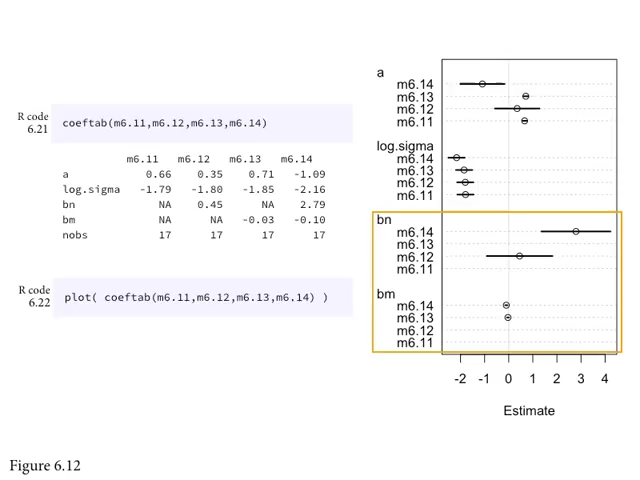 R code
6.21
coeftab(m6.11,m6.12,m6.13,m6.14)
m6.11 m6.12 m6.13 m6.14
a 0.66 0.35 0.71 -1.09
log.sigma -1.79 -1.80 -1.85 -2.16
bn NA 0.45 NA 2.79
bm NA NA -0.03 -0.10
nobs 17 17 17 17
R code
6.22
plot( coeftab(m6.11,m6.12,m6.13,m6.14) )
a
m6.14
m6.13
m6.12
m6.11
log.sigma
m6.14
m6.13
m6.12
m6.11
bn
m6.14
m6.13
m6.12
m6.11
bm
m6.14
m6.13
m6.12
m6.11
-2 -1 0 1 2 3 4
Estimate
Figure 6.12